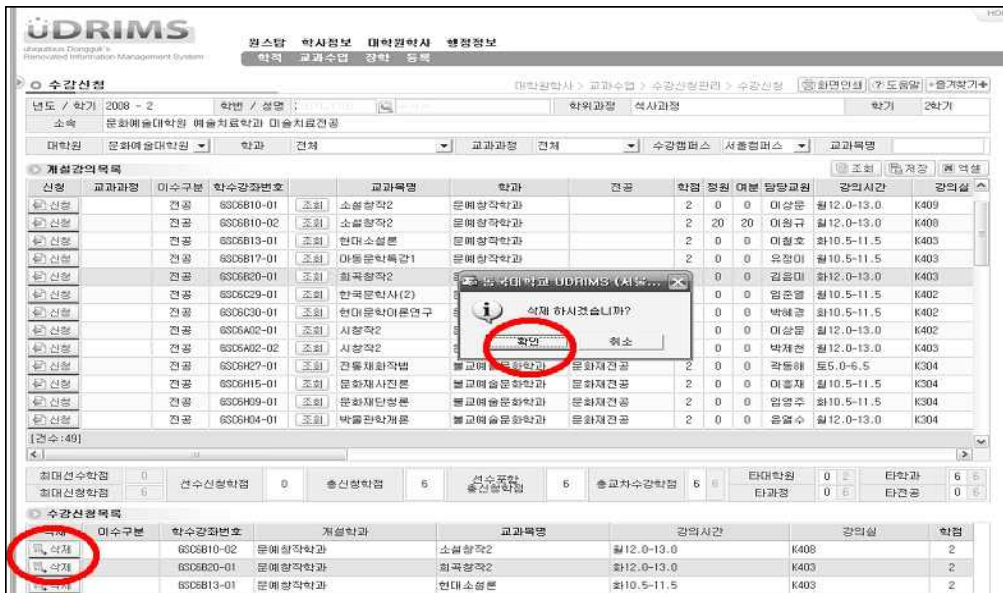 HOME
UDRIMS
ubiquitous Dongguk's
Renovated Information Management System
원스탑 학사정보 대학원학사 행정정보
학적 교과수업 장학 등록
수강신청
대학원학사 > 교과수업 > 수강신청관리 > 수강신청 화면인쇄 도움말 +즐겨찾기+
년도 / 학기 2008 - 2 학번 / 성명 학위과정 석사과정 학기 2학기
소속 문화예술대학원 예술치료학과 미술치료전공
대학원 문화예술대학원 학과 전체 교과과정 전체 수강캠퍼스 서울캠퍼스 교과목명
개설강의목록 조회 저장 엑셀
신청 교과과정 이수구분 학수강좌번호 교과목명 학과 전공 학점 정원 여분 담당교원 강의시간 강의실
신청 전공 GSC6B10-01 조회 소설창작2 문예창작학과 2 0 0 이상문 월12.0-13.0 K409
신청 전공 GSC6B10-02 조회 소설창작2 문예창작학과 2 20 20 이원규 월12.0-13.0 K408
신청 전공 GSC6B13-01 조회 현대소설론 문예창작학과 2 0 0 이철호 화10.5-11.5 K403
신청 전공 GSC6B17-01 조회 아동문학특강1 문예창작학과 2 0 0 유정이 월10.5-11.5 K403
신청 전공 GSC6B20-01 조회 희곡창작2 0 김윤미 화12.0-13.0 K403
신청 전공 GSC6C29-01 조회 한국문학사(2) 0 임준열 월10.5-11.5 K402
신청 전공 GSC6C30-01 조회 현대문학이론연구 0 박혜경 화10.5-11.5 K402
신청 전공 GSC6A02-01 조회 시창작2 0 이상문 월12.0-13.0 K402
신청 전공 GSC6A02-02 조회 시창작2 0 박제천 월12.0-13.0 K403
신청 전공 GSC6H27-01 조회 전통채화작법 불교예술문화학과 문화재전공 2 0 0 곽동해 토5.0-6.5 K304
신청 전공 GSC6H15-01 조회 문화재사진론 불교예술문화학과 문화재전공 2 0 0 이흥재 월10.5-11.5 K304
신청 전공 GSC6H09-01 조회 문화재단청론 불교예술문화학과 문화재전공 2 0 0 임영주 화10.5-11.5 K304
신청 전공 GSC6H04-01 조회 박물관학개론 불교예술문화학과 문화재전공 2 0 0 윤열수 월12.0-13.0 K304
동국대학교 UDRIMS (서울...
삭제 하시겠습니까?
확인 취소
[건수:49]
최대선수학점 0 선수신청학점 0 총신청학점 6 선수포함 총신청학점 6 총교차수강학점 6 6 타대학원 0 2 타학과 6 6
최대신청학점 6 타과정 0 6 타전공 0 6
수강신청목록
삭제 이수구분 학수강좌번호 개설학과 교과목명 강의시간 강의실 학점
삭제 GSC6B10-02 문예창작학과 소설창작2 월12.0-13.0 K408 2
삭제 GSC6B20-01 문예창작학과 희곡창작2 화12.0-13.0 K403 2
삭제 GSC6B13-01 문예창작학과 현대소설론 화10.5-11.5 K403 2